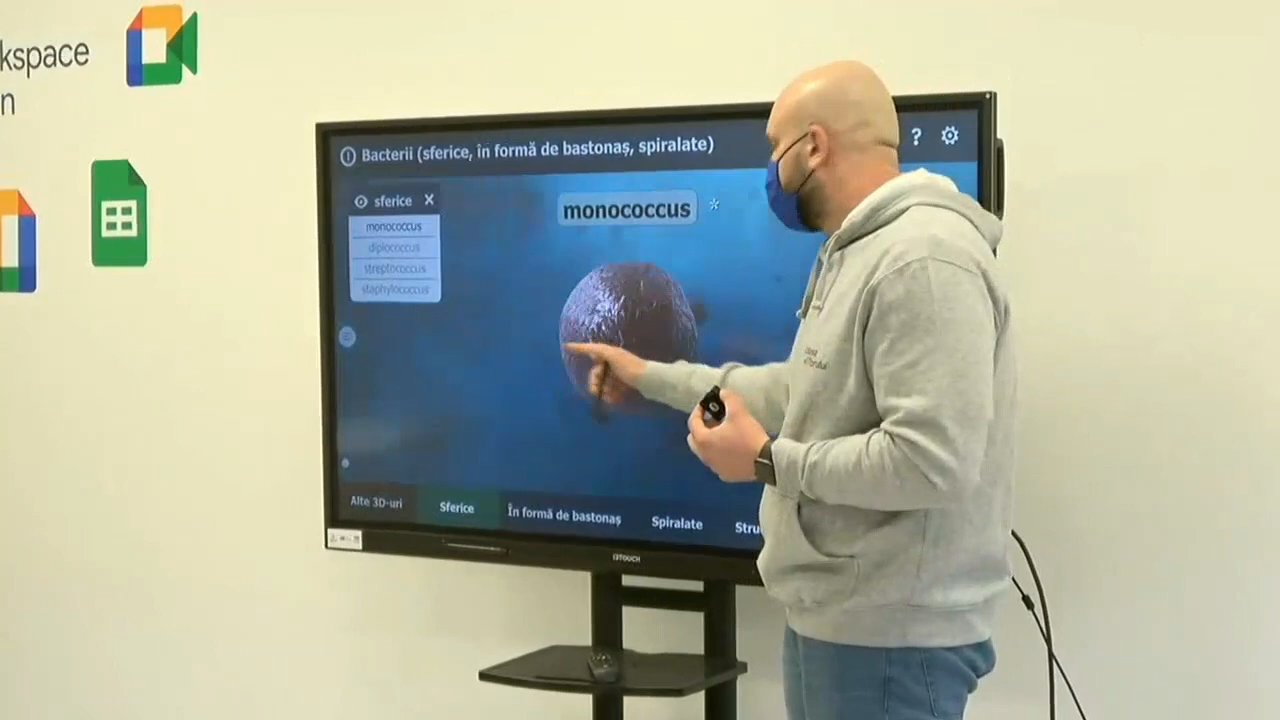 kspace
n
Bacterii (sferice, în formă de bastonaș, spiralate)
?
sferice
monococcus
diplococcus
streptococcus
staphylococcus
monococcus *
Alte 3D-uri
Sferice
În formă de bastonaș
Spiralate
Stru
i3TOUCH